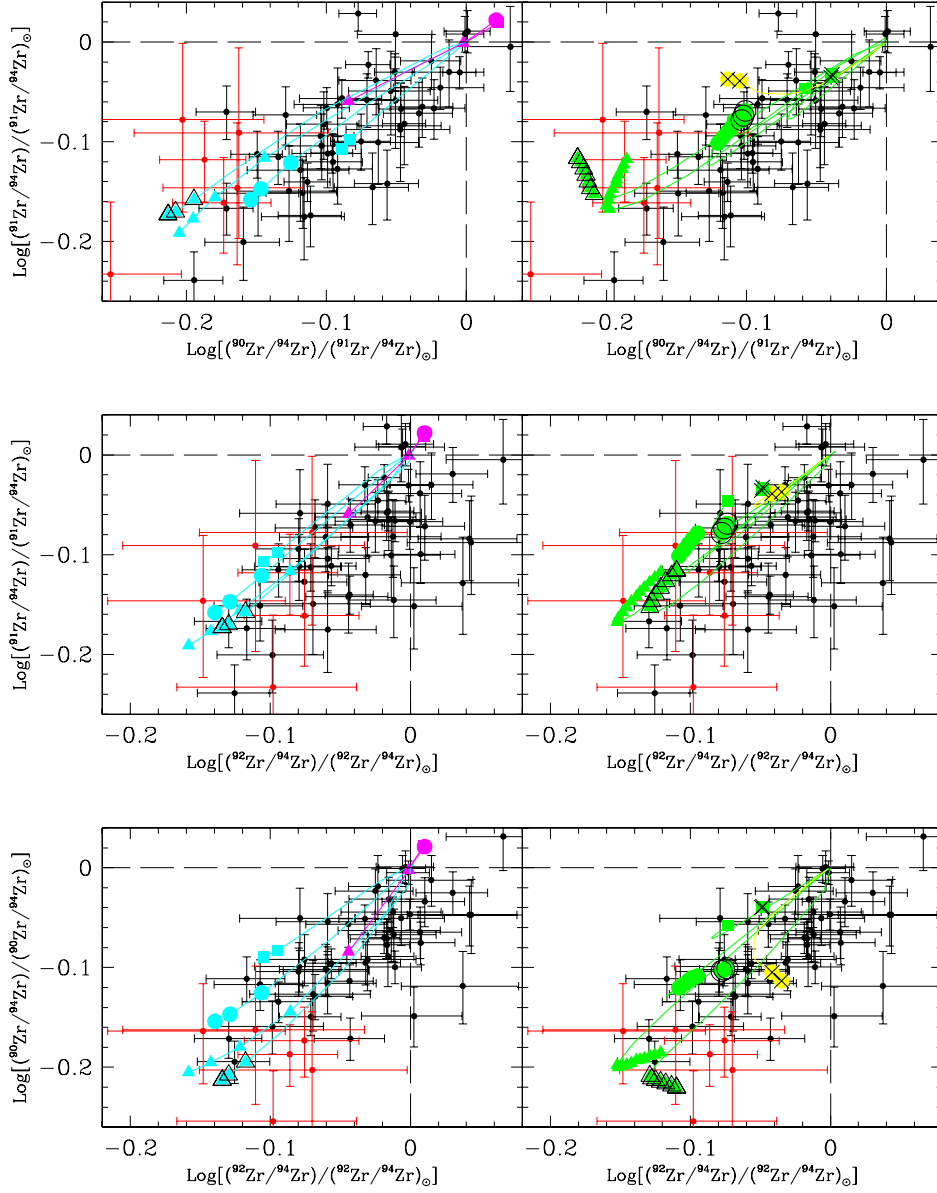 0
−0.1
−0.2
Log[(⁹¹Zr/⁹⁴Zr)/(⁹¹Zr/⁹⁴Zr)☉]
−0.2 −0.1 0 −0.2 −0.1 0
Log[(⁹⁰Zr/⁹⁴Zr)/(⁹¹Zr/⁹⁴Zr)☉] Log[(⁹⁰Zr/⁹⁴Zr)/(⁹¹Zr/⁹⁴Zr)☉]
0
−0.1
−0.2
Log[(⁹¹Zr/⁹⁴Zr)/(⁹¹Zr/⁹⁴Zr)☉]
−0.2 −0.1 0 −0.2 −0.1 0
Log[(⁹²Zr/⁹⁴Zr)/(⁹²Zr/⁹⁴Zr)☉] Log[(⁹²Zr/⁹⁴Zr)/(⁹²Zr/⁹⁴Zr)☉]
0
−0.1
−0.2
Log[(⁹⁰Zr/⁹⁴Zr)/(⁹⁰Zr/⁹⁴Zr)☉]
−0.2 −0.1 0 −0.2 −0.1 0
Log[(⁹²Zr/⁹⁴Zr)/(⁹²Zr/⁹⁴Zr)☉] Log[(⁹²Zr/⁹⁴Zr)/(⁹²Zr/⁹⁴Zr)☉]